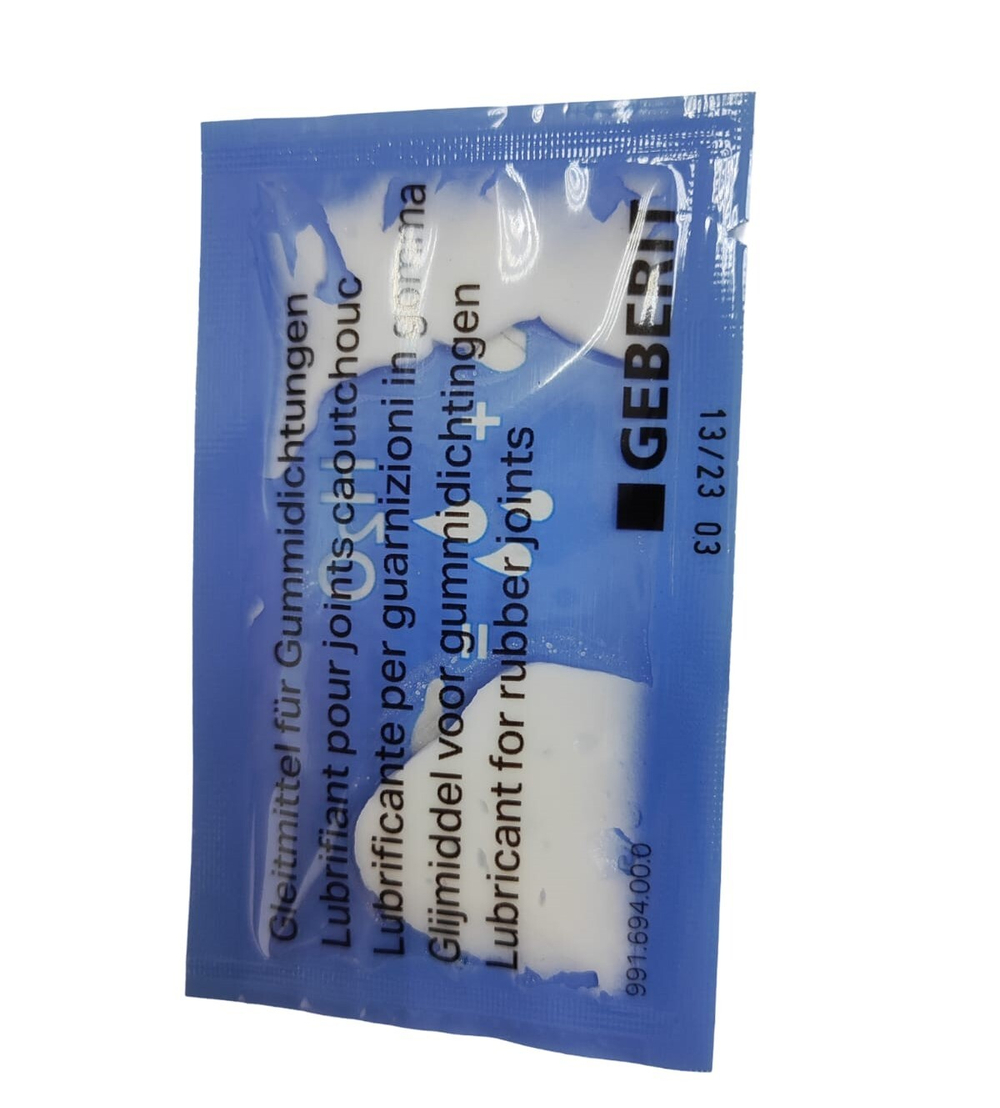 Gleitmittel für Gummidichtungen
Lubrifiant pour joints caoutchouc
Lubrificante per guarnizioni in gomma
Glijmiddel voor gummidichtingen
Lubricant for rubber joints
H2O
+
=
991.694.00.0
GEBERIT
13/23 03